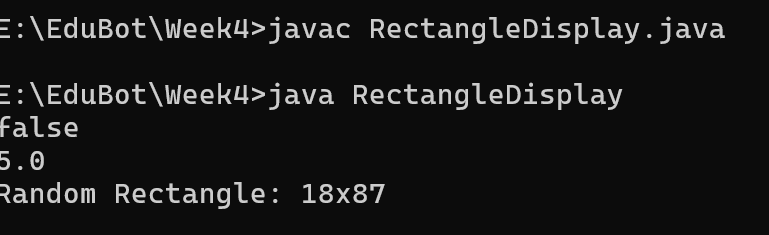 E:\EduBot\Week4>javac RectangleDisplay.java
E:\EduBot\Week4>java RectangleDisplay
false
5.0
Random Rectangle: 18x87